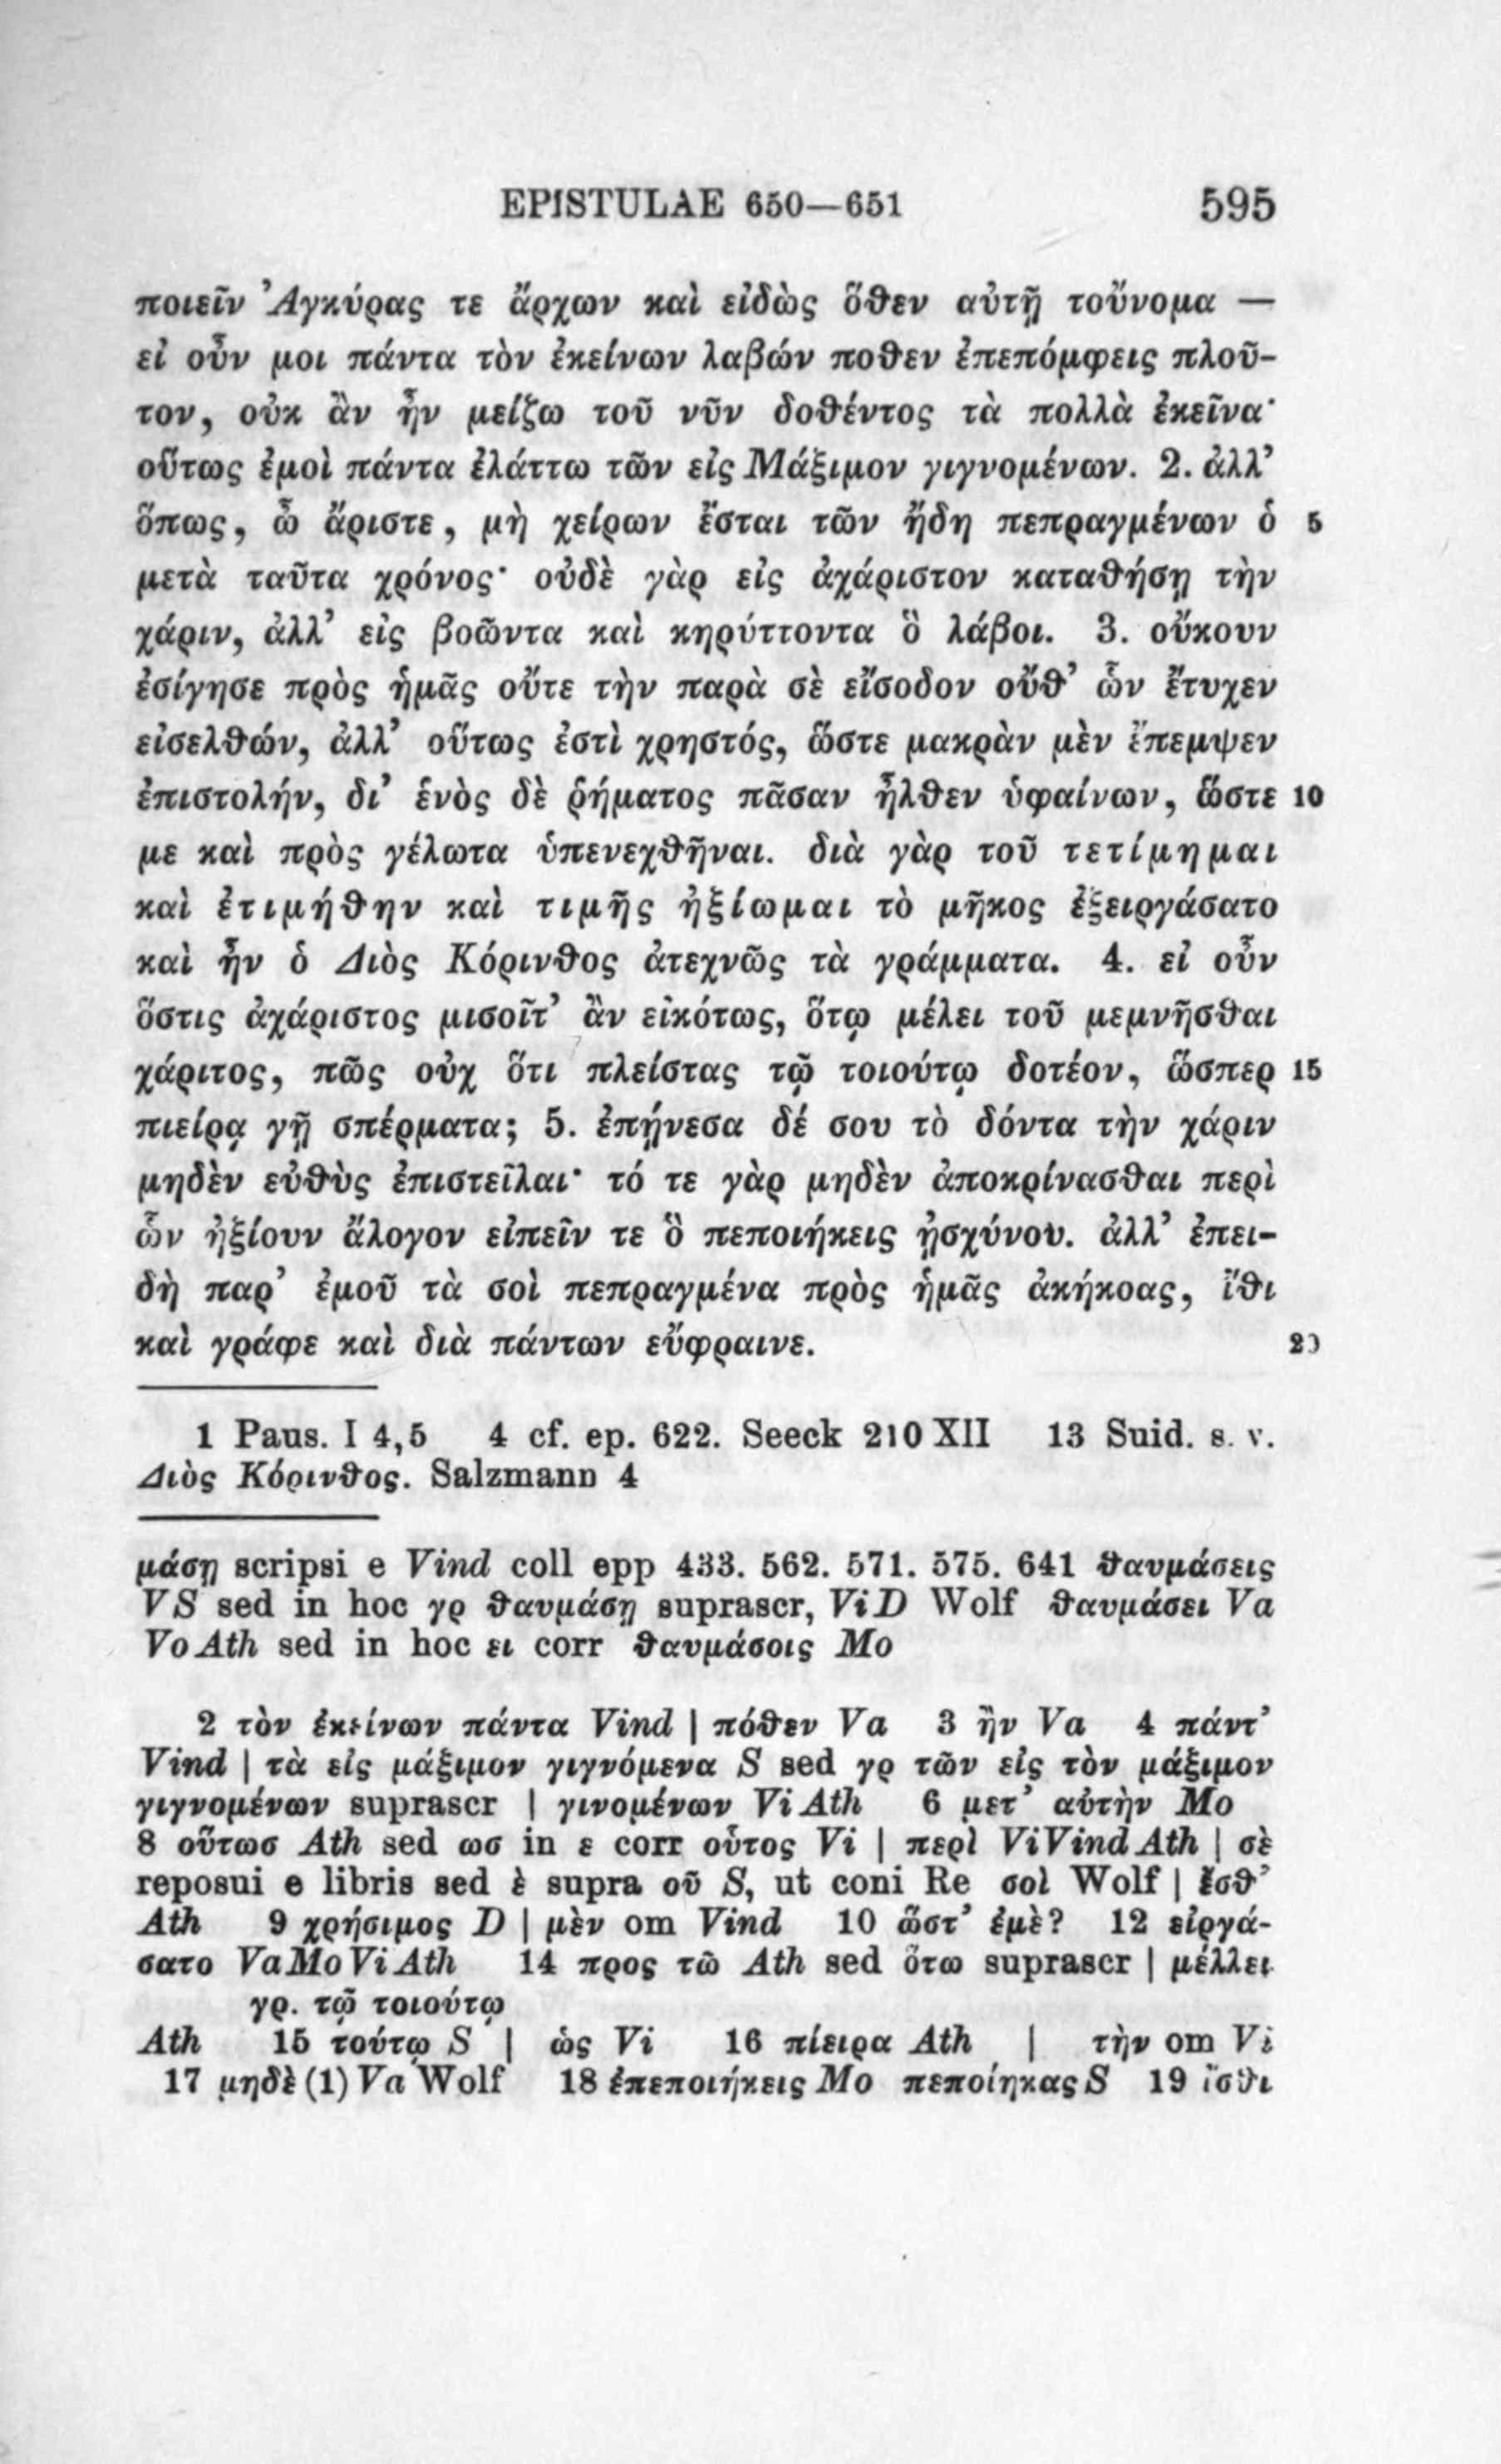 EPISTULAE 650—651 595
ποιεῖν Ἀγκύρας τε ἄρχων καὶ εἰδὼς ὅθεν αὐτῇ τοὔνομα —
εἰ οὖν μοι πάντα τὸν ἐκείνων λαβών ποθεν ἐπεπόμφεις πλοῦ-
τον, οὐκ ἂν ἦν μείζω τοῦ νῦν δοθέντος τὰ πολλὰ ἐκεῖνα·
οὕτως ἐμοὶ πάντα ἐλάττω τῶν εἰς Μάξιμον γιγνομένων. 2. ἀλλ’
ὅπως, ὦ ἄριστε, μὴ χείρων ἔσται τῶν ἤδη πεπραγμένων ὁ 5
μετὰ ταῦτα χρόνος· οὐδὲ γὰρ εἰς ἀχάριστον καταθήσῃ τὴν
χάριν, ἀλλ’ εἰς βοῶντα καὶ κηρύττοντα ὃ λάβοι. 3. οὔκουν
ἐσίγησε πρὸς ἡμᾶς οὔτε τὴν παρὰ σὲ εἴσοδον οὔθ’ ὧν ἔτυχεν
εἰσελθών, ἀλλ’ οὕτως ἐστὶ χρηστός, ὥστε μακρὰν μὲν ἔπεμψεν
ἐπιστολήν, δι’ ἑνὸς δὲ ῥήματος πᾶσαν ἦλθεν ὑφαίνων, ὥστε 10
με καὶ πρὸς γέλωτα ὑπενεχθῆναι. διὰ γὰρ τοῦ τετίμημαι
καὶ ἐτιμήθην καὶ τιμῆς ἠξίωμαι τὸ μῆκος ἐξειργάσατο
καὶ ἦν ὁ Διὸς Κόρινθος ἀτεχνῶς τὰ γράμματα. 4. εἰ οὖν
ὅστις ἀχάριστος μισοῖτ’ ἂν εἰκότως, ὅτῳ μέλει τοῦ μεμνῆσθαι
χάριτος, πῶς οὐχ ὅτι πλείστας τῷ τοιούτῳ δοτέον, ὥσπερ 15
πιείρᾳ γῇ σπέρματα; 5. ἐπῄνεσα δέ σου τὸ δόντα τὴν χάριν
μηδὲν εὐθὺς ἐπιστεῖλαι· τό τε γὰρ μηδὲν ἀποκρίνασθαι περὶ
ὧν ἠξίουν ἄλογον εἰπεῖν τε ὃ πεποιήκεις ᾐσχύνου. ἀλλ’ ἐπει-
δὴ παρ’ ἐμοῦ τὰ σοὶ πεπραγμένα πρὸς ἡμᾶς ἀκήκοας, ἴθι
καὶ γράφε καὶ διὰ πάντων εὔφραινε. 20
1 Paus. I 4,5 4 cf. ep. 622. Seeck 210 XII 13 Suid. s. v.
Διὸς Κόρινθος. Salzmann 4
μάσῃ scripsi e Vind coll epp 433. 562. 571. 575. 641 θαυμάσεις
VS sed in hoc γρ θαυμάσῃ suprascr, ViD Wolf θαυμάσει Va
Vo Ath sed in hoc ει corr θαυμάσοις Mo
2 τὸν ἐκείνων πάντα Vind | πόθεν Va 3 ἢν Va 4 πάντ’
Vind | τὰ εἰς μάξιμον γιγνόμενα S sed γρ τῶν εἰς τὸν μάξιμον
γιγνομένων suprascr | γινομένων Vi Ath 6 μετ’ αὐτὴν Mo
8 οὕτωσ Ath sed ωσ in ε corr οὗτος Vi | περὶ Vi Vind Ath | σὲ
reposui e libris sed ὲ supra οῦ S, ut coni Re σοὶ Wolf | ἔσθ’
Ath 9 χρήσιμος D | μὲν om Vind 10 ὥστ’ ἐμὲ? 12 εἰργά-
σατο Va Mo Vi Ath 14 προς τῶ Ath sed ὅτω suprascr | μέλλει
γρ. τῷ τοιούτῳ
Ath 15 τούτῳ S | ὡς Vi 16 πίειρα Ath | τὴν om Vi
17 μηδὲ (1) Va Wolf 18 ἐπεποιήκεις Mo πεποίηκας S 19 ἴσθι